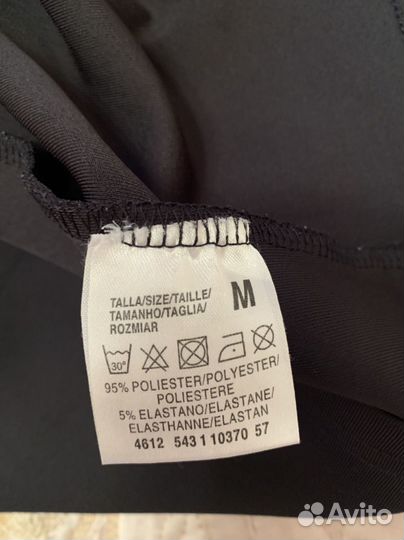 TALLA/SIZE/TAILLE/ M
TAMANHO/TAGLIA/
ROZMIAR
30°
95% POLIESTER/POLYESTER/
POLIESTERE
5% ELASTANO/ELASTANE/
ELASTHANNE/ELASTAN
4612 543 1 10370 57
Avito